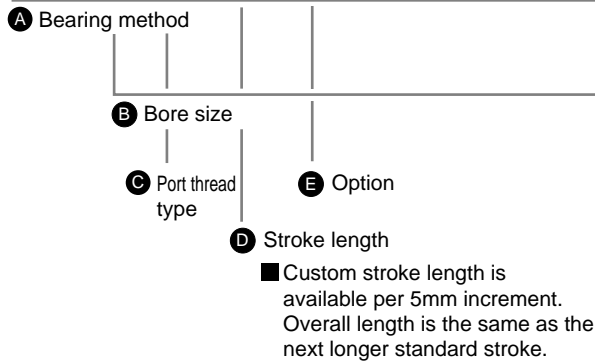 A Bearing method
B Bore size
C Port thread
type
E Option
D Stroke length
■ Custom stroke length is
available per 5mm increment.
Overall length is the same as the
next longer standard stroke.